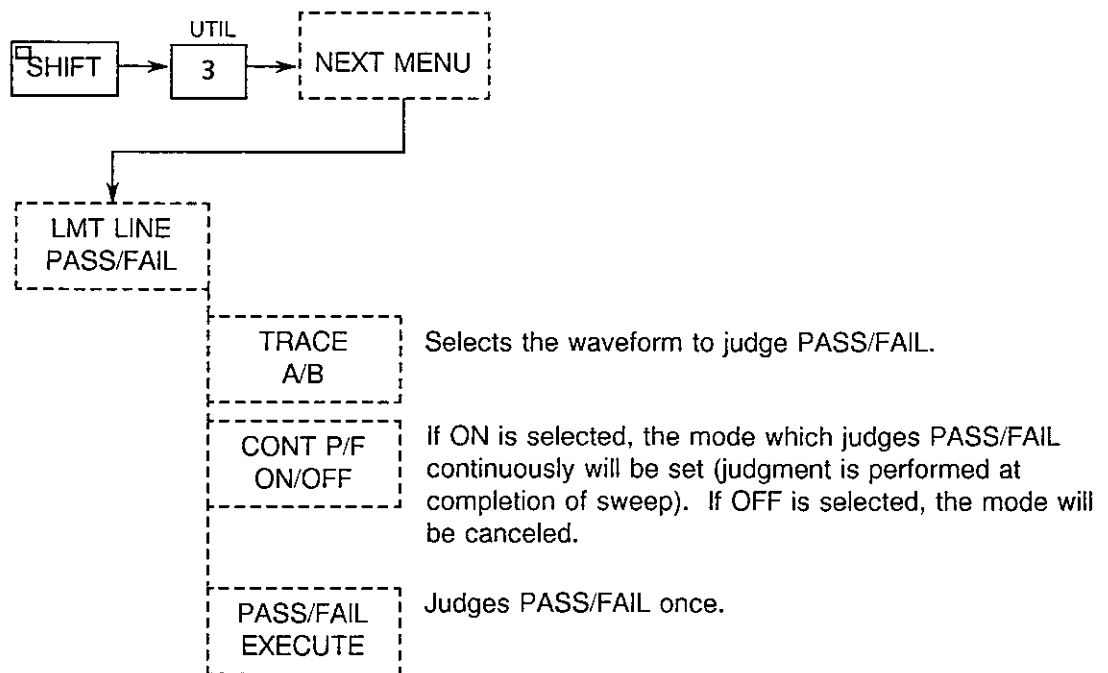 UTIL
SHIFT
3
NEXT MENU
LMT LINE
PASS/FAIL
TRACE
A/B
Selects the waveform to judge PASS/FAIL.
CONT P/F
ON/OFF
If ON is selected, the mode which judges PASS/FAIL
continuously will be set (judgment is performed at
completion of sweep). If OFF is selected, the mode will
be canceled.
PASS/FAIL
EXECUTE
Judges PASS/FAIL once.